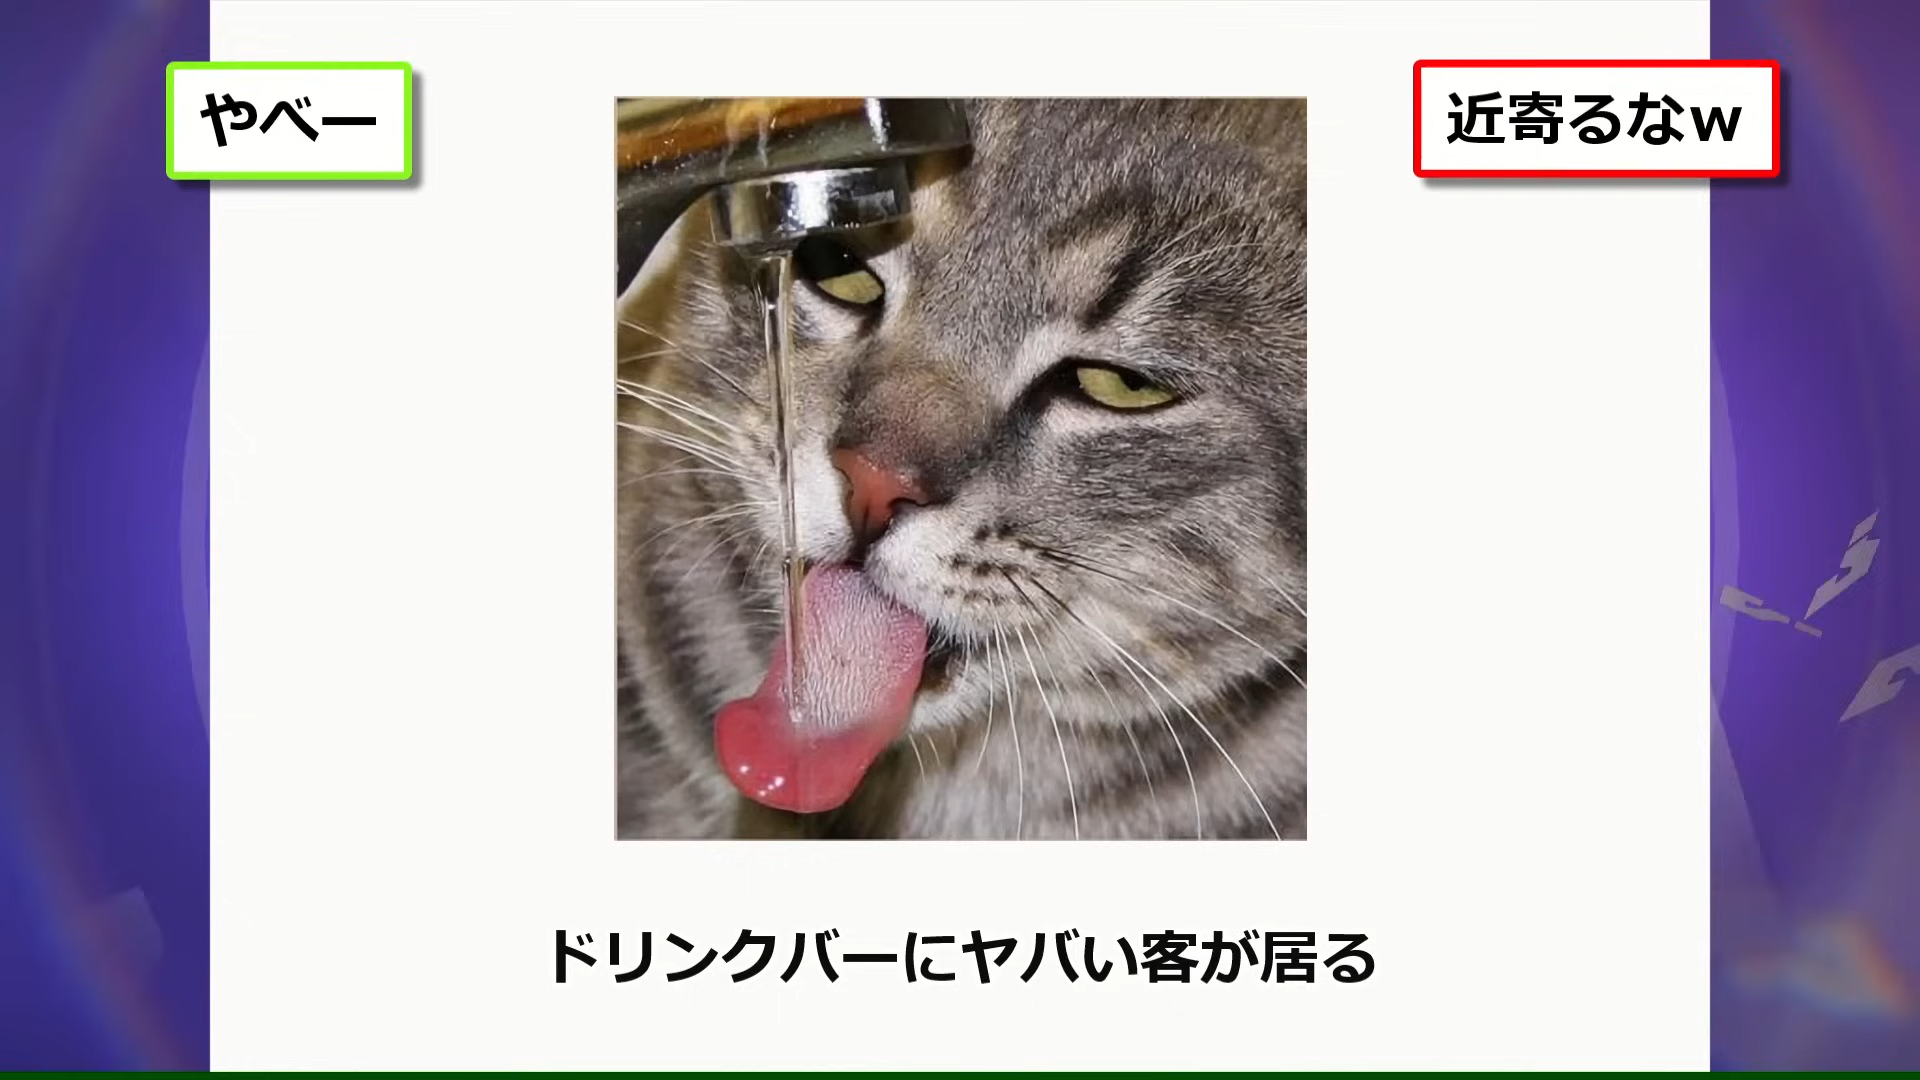 やべー
近寄るなw
ドリンクバーにヤバい客が居る